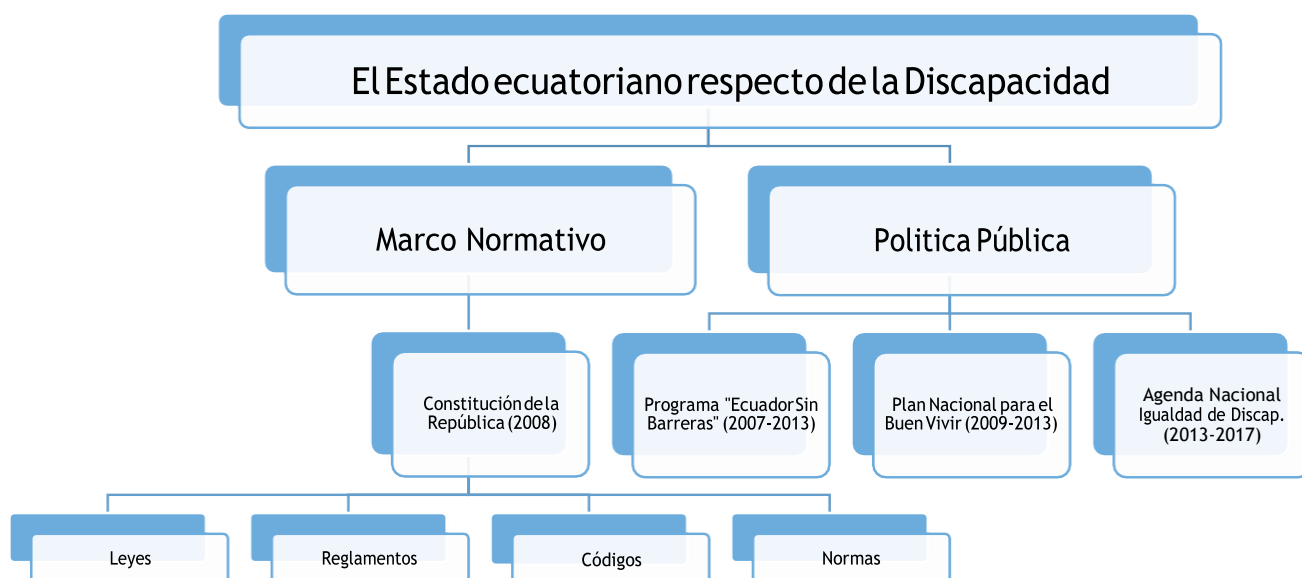 El Estado ecuatoriano respecto de la Discapacidad
Marco Normativo
Politica Pública
Constitución de la
República (2008)
Programa "Ecuador Sin
Barreras" (2007-2013)
Plan Nacional para el
Buen Vivir (2009-2013)
Agenda Nacional
Igualdad de Discap.
(2013-2017)
Leyes
Reglamentos
Códigos
Normas